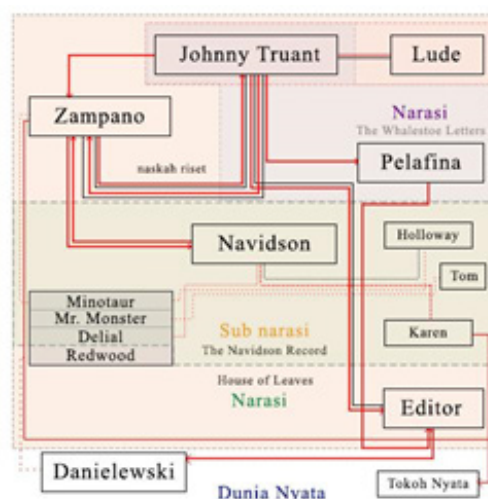 Johnny Truant
Lude
Zampano
Narasi
The Whalestoe Letters
naskah riset
Pelafina
Navidson
Holloway
Tom
Minotaur
Mr. Monster
Delial
Redwood
Sub narasi
The Navidson Record
Karen
House of Leaves
Narasi
Editor
Danielewski
Dunia Nyata
Tokoh Nyata